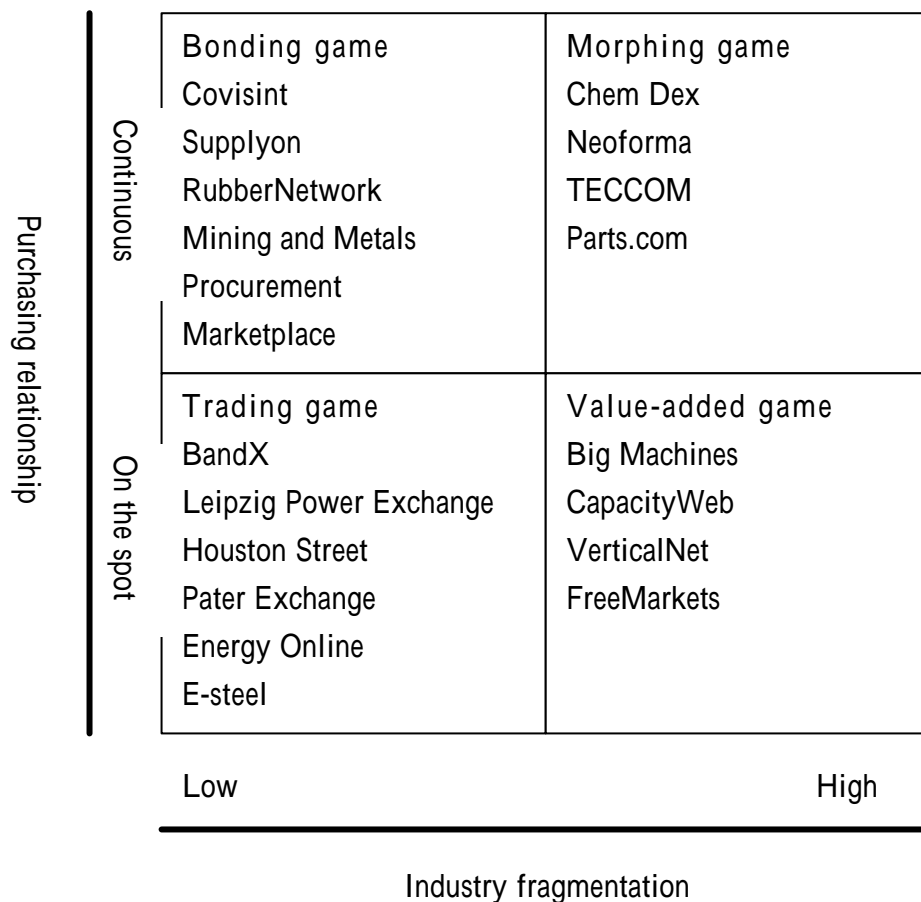 Purchasing relationship
Continuous
Bonding game
Covisint
Supplyon
RubberNetwork
Mining and Metals
Procurement
Marketplace
Morphing game
Chem Dex
Neoforma
TECCOM
Parts.com
On the spot
Trading game
BandX
Leipzig Power Exchange
Houston Street
Pater Exchange
Energy Online
E-steel
Value-added game
Big Machines
CapacityWeb
VerticalNet
FreeMarkets
Low
High
Industry fragmentation